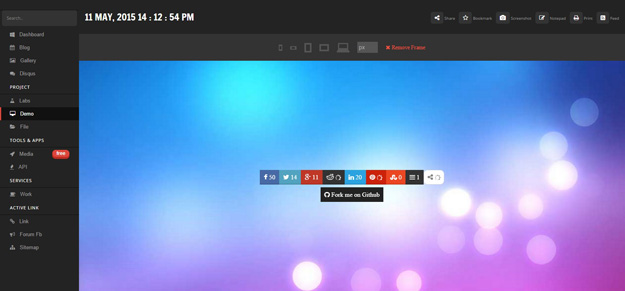 Search...
11 MAY, 2015 14 : 12 : 54 PM
Share
Bookmark
Screenshot
Notepad
Print
Feed
Dashboard
Blog
Gallery
Disqus
PROJECT
Labs
Demo
File
TOOLS & APPS
Media
free
API
SERVICES
Work
ACTIVE LINK
Link
Forum Fb
Sitemap
px
Remove Frame
50 14 11 20 0 1
Fork me on Github